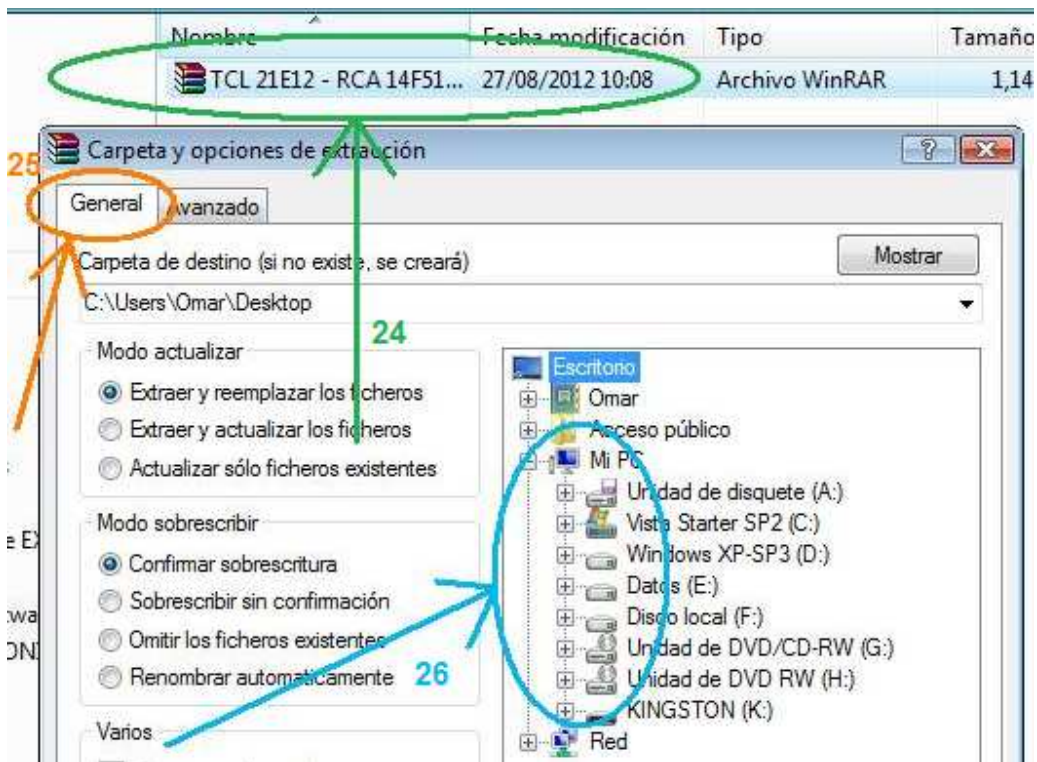 Nombre Fecha modificación Tipo Tamaño
TCL 21E12 - RCA 14F51... 27/08/2012 10:08 Archivo WinRAR 1,14
25 Carpeta y opciones de extracción
General Avanzado
Carpeta de destino (si no existe, se creará) Mostrar
C:\Users\Omar\Desktop
24
Modo actualizar
Extraer y reemplazar los ficheros
Extraer y actualizar los ficheros
Actualizar sólo ficheros existentes
Modo sobrescribir
Confirmar sobrescritura
Sobrescribir sin confirmación
Omitir los ficheros existentes
Renombrar automaticamente 26
Varios
Escritorio
Omar
Acceso público
Mi PC
Unidad de disquete (A:)
Vista Starter SP2 (C:)
Windows XP-SP3 (D:)
Datos (E:)
Disco local (F:)
Unidad de DVD/CD-RW (G:)
Unidad de DVD RW (H:)
KINGSTON (K:)
Red